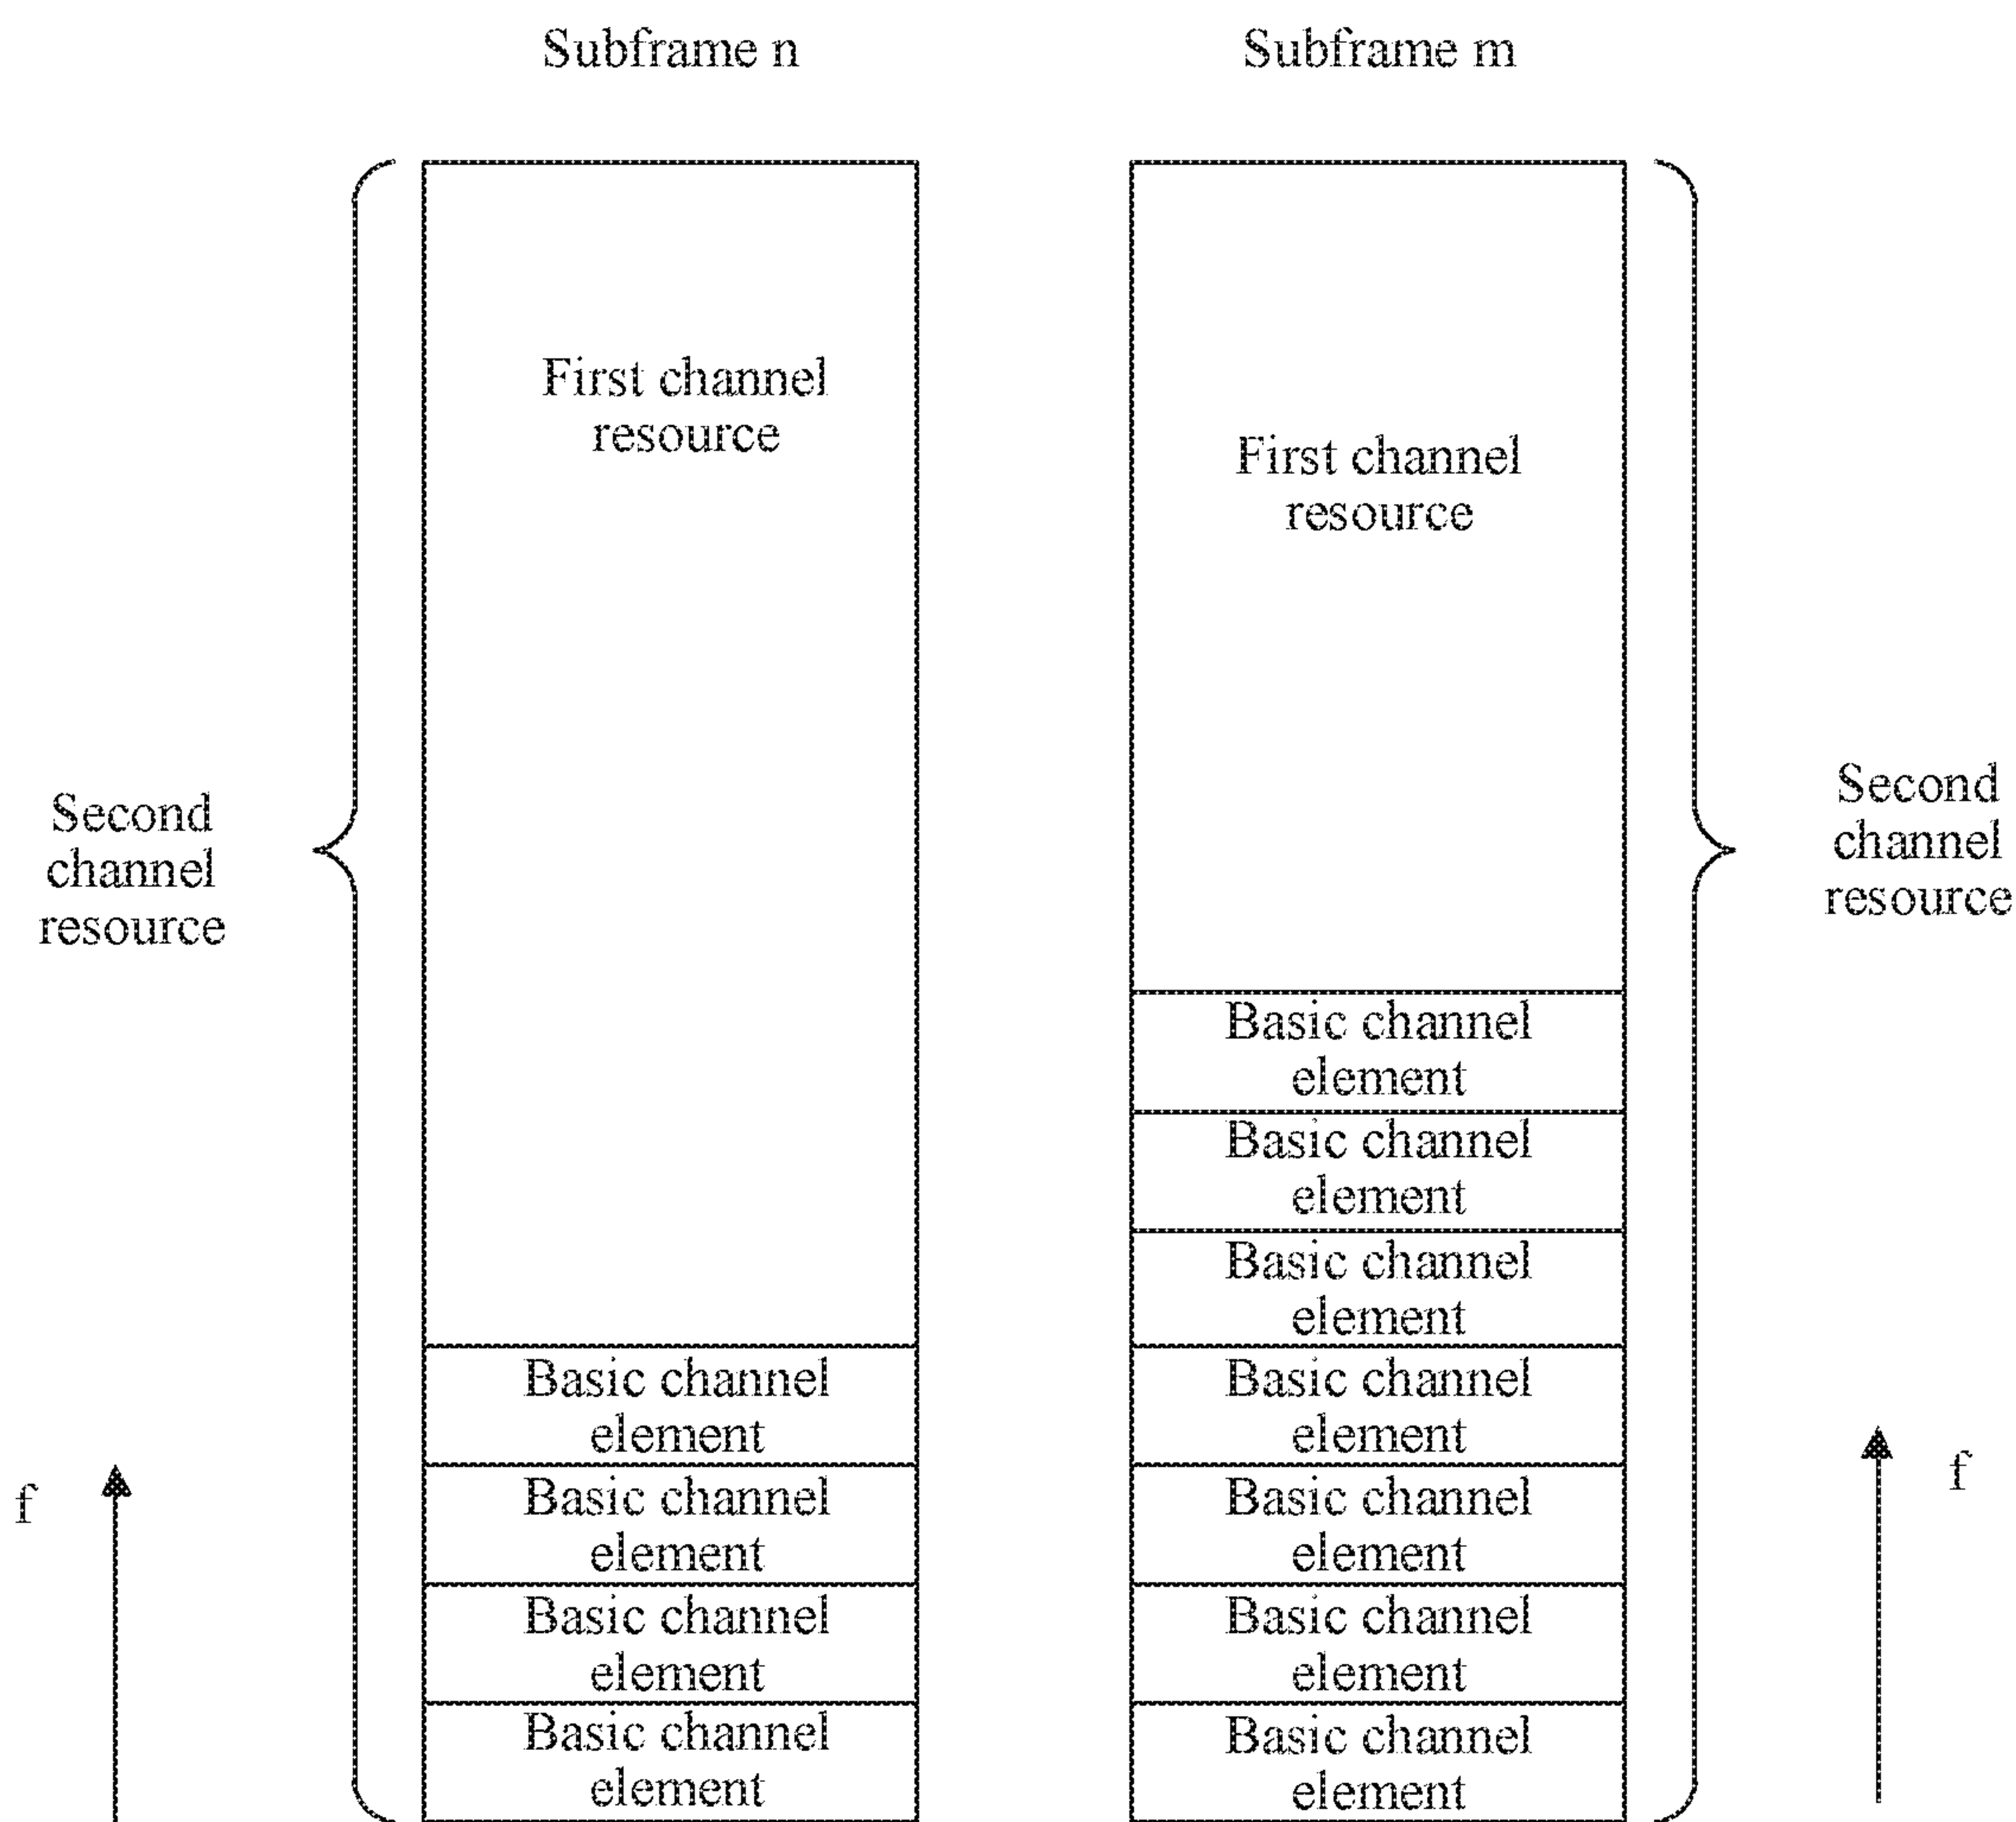 Subframe n
Subframe m
First channel
resource
First channel
resource
Second
channel
resource
Second
channel
resource
Basic channel
element
Basic channel
element
Basic channel
element
Basic channel
element
Basic channel
element
Basic channel
element
Basic channel
element
Basic channel
element
Basic channel
element
Basic channel
element
Basic channel
element
f
f